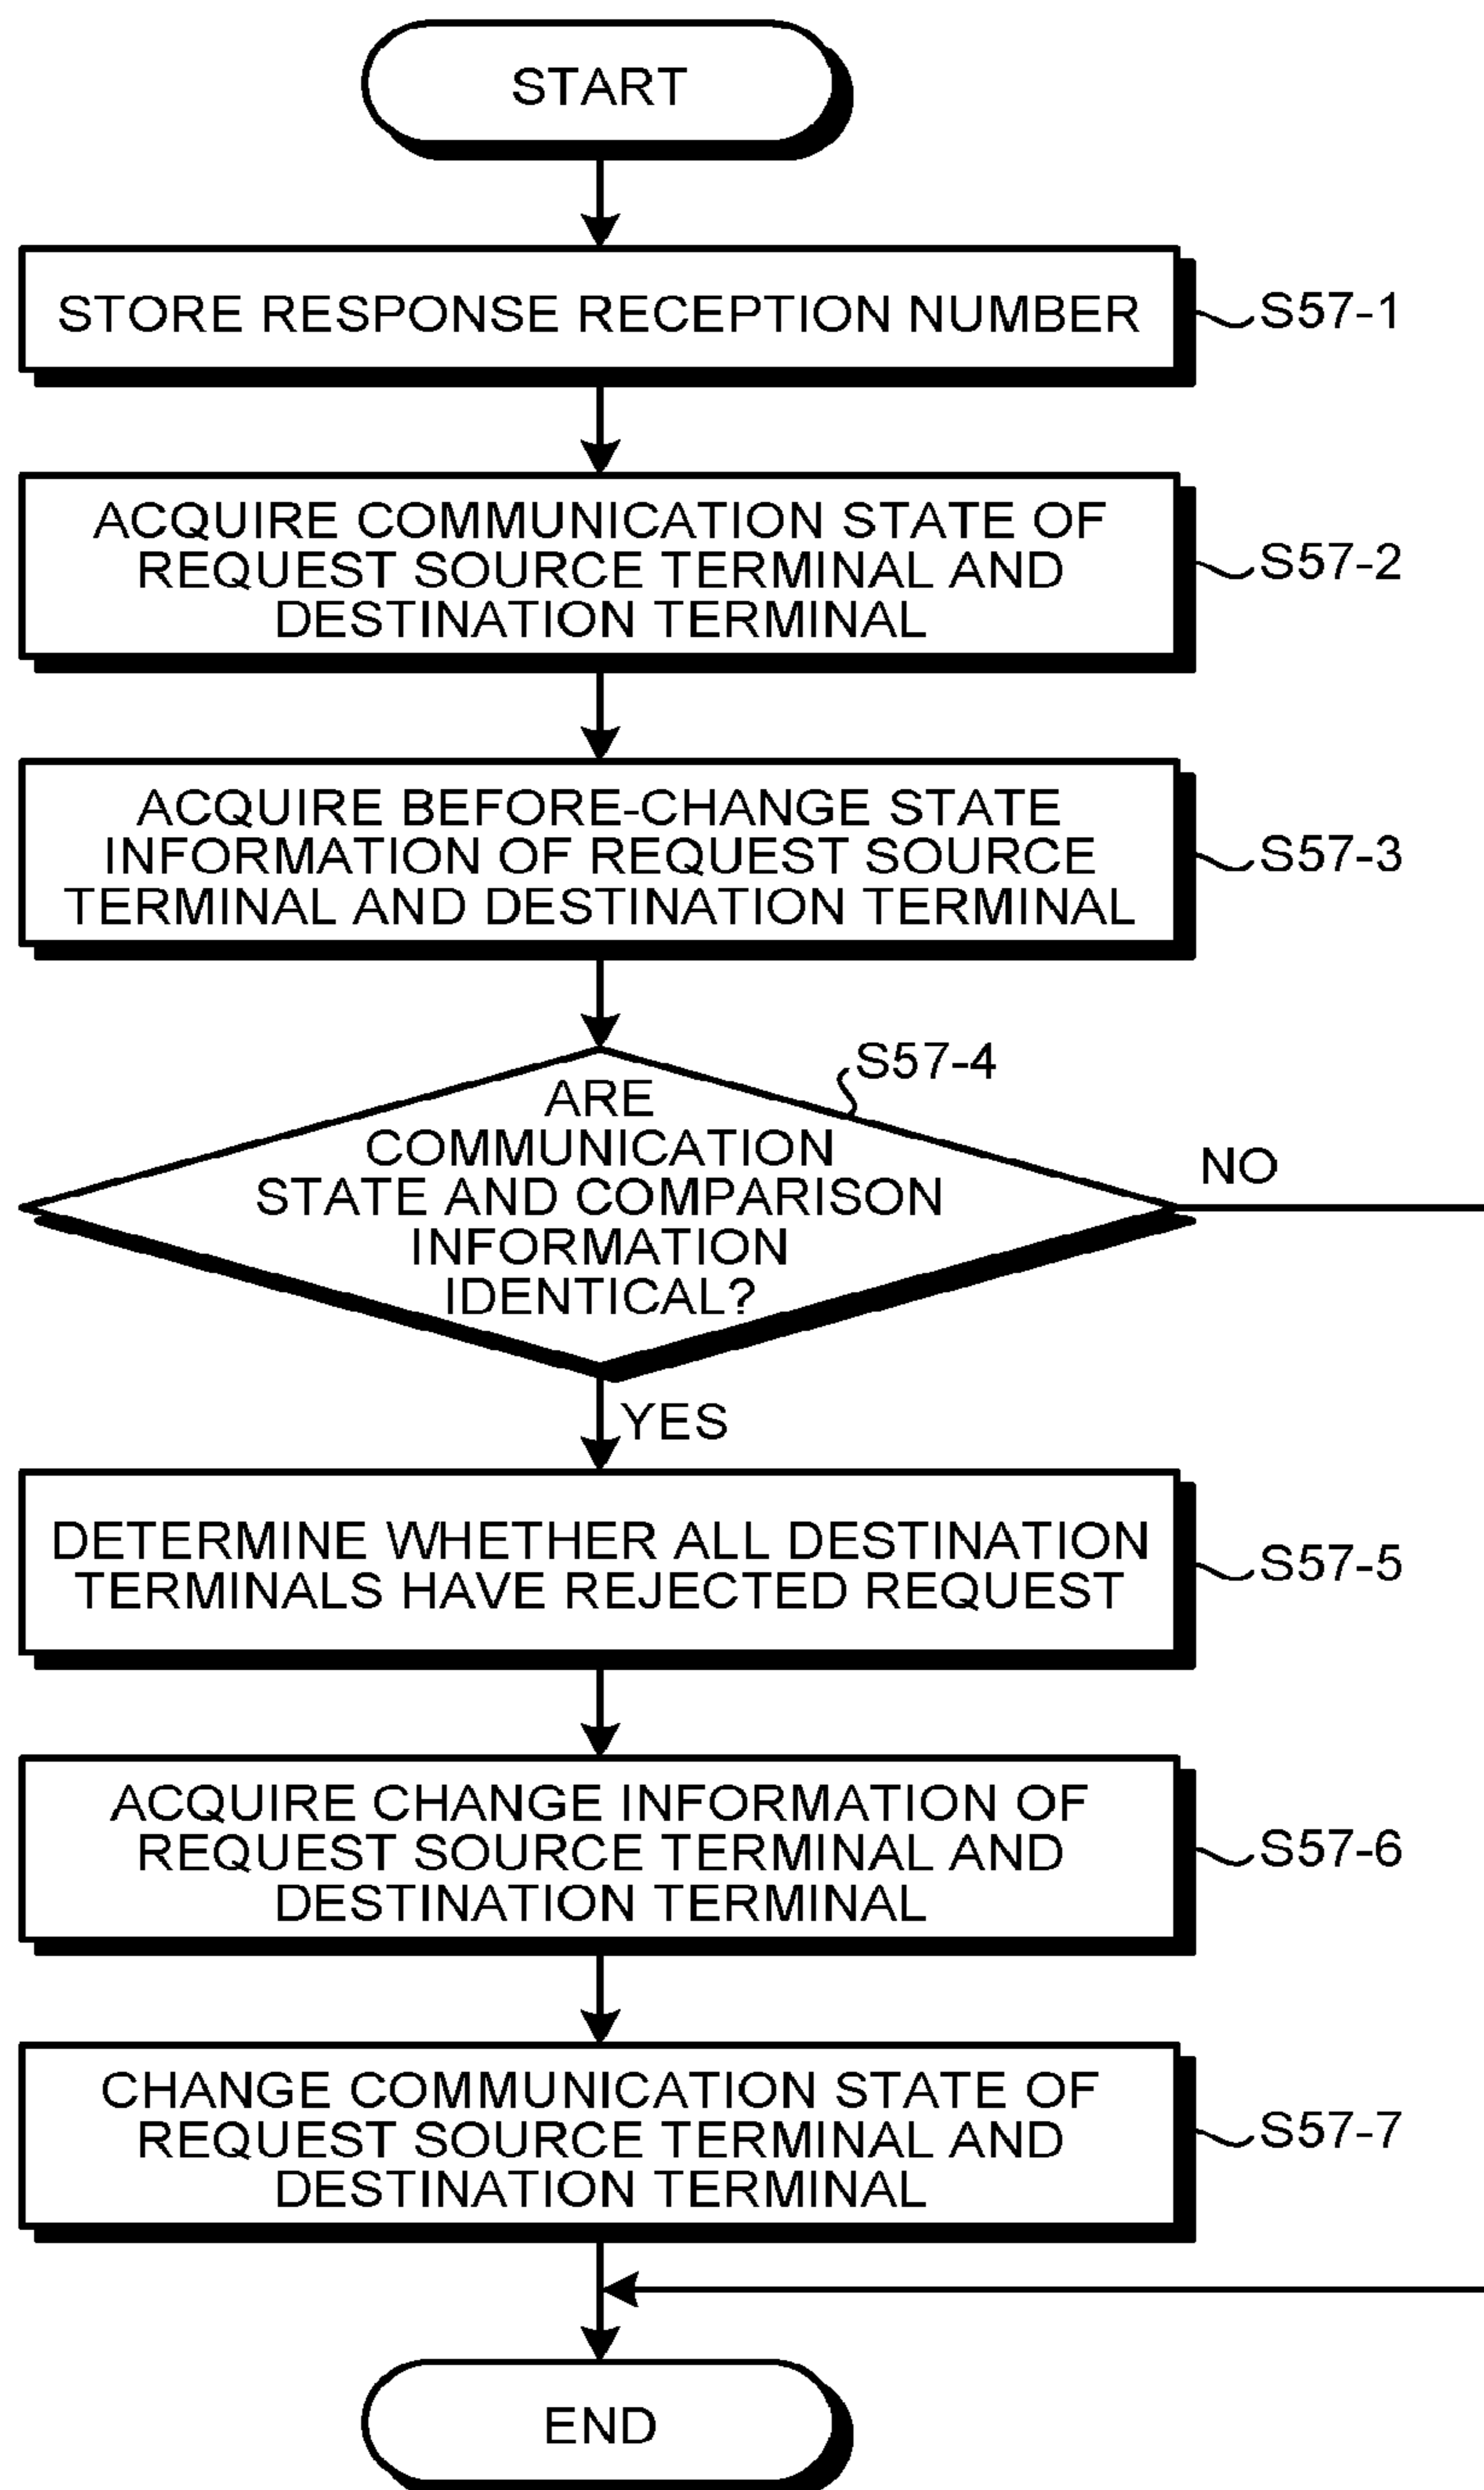 START
STORE RESPONSE RECEPTION NUMBER
S57-1
ACQUIRE COMMUNICATION STATE OF
REQUEST SOURCE TERMINAL AND
DESTINATION TERMINAL
S57-2
ACQUIRE BEFORE-CHANGE STATE
INFORMATION OF REQUEST SOURCE
TERMINAL AND DESTINATION TERMINAL
S57-3
S57-4
ARE
COMMUNICATION
STATE AND COMPARISON
INFORMATION
IDENTICAL?
NO
YES
DETERMINE WHETHER ALL DESTINATION
TERMINALS HAVE REJECTED REQUEST
S57-5
ACQUIRE CHANGE INFORMATION OF
REQUEST SOURCE TERMINAL AND
DESTINATION TERMINAL
S57-6
CHANGE COMMUNICATION STATE OF
REQUEST SOURCE TERMINAL AND
DESTINATION TERMINAL
S57-7
END